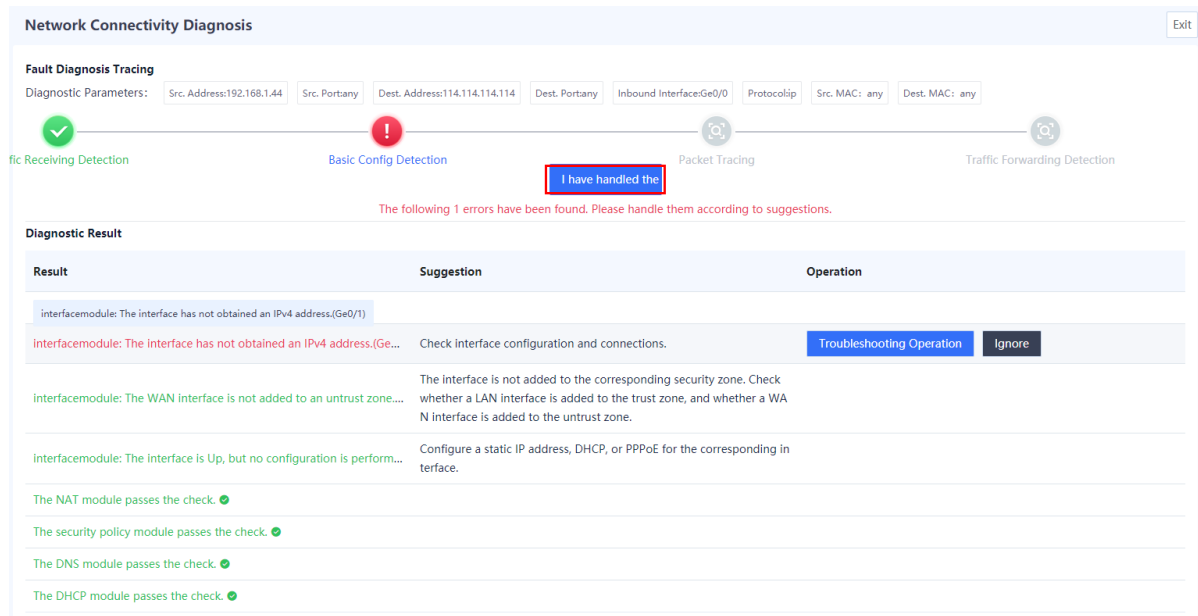 Network Connectivity Diagnosis
Exit
Fault Diagnosis Tracing
Diagnostic Parameters:
Src. Address:192.168.1.44
Src. Port:any
Dest. Address:114.114.114.114
Dest. Port:any
Inbound Interface:Ge0/0
Protocol:ip
Src. MAC: any
Dest. MAC: any
fic Receiving Detection
Basic Config Detection
Packet Tracing
Traffic Forwarding Detection
I have handled the
The following 1 errors have been found. Please handle them according to suggestions.
Diagnostic Result
Result
Suggestion
Operation
interfacemodule: The interface has not obtained an IPv4 address.(Ge0/1)
interfacemodule: The interface has not obtained an IPv4 address.(Ge...
Check interface configuration and connections.
Troubleshooting Operation
Ignore
interfacemodule: The WAN interface is not added to an untrust zone....
The interface is not added to the corresponding security zone. Check
whether a LAN interface is added to the trust zone, and whether a WA
N interface is added to the untrust zone.
interfacemodule: The interface is Up, but no configuration is perform...
Configure a static IP address, DHCP, or PPPoE for the corresponding in
terface.
The NAT module passes the check.
The security policy module passes the check.
The DNS module passes the check.
The DHCP module passes the check.